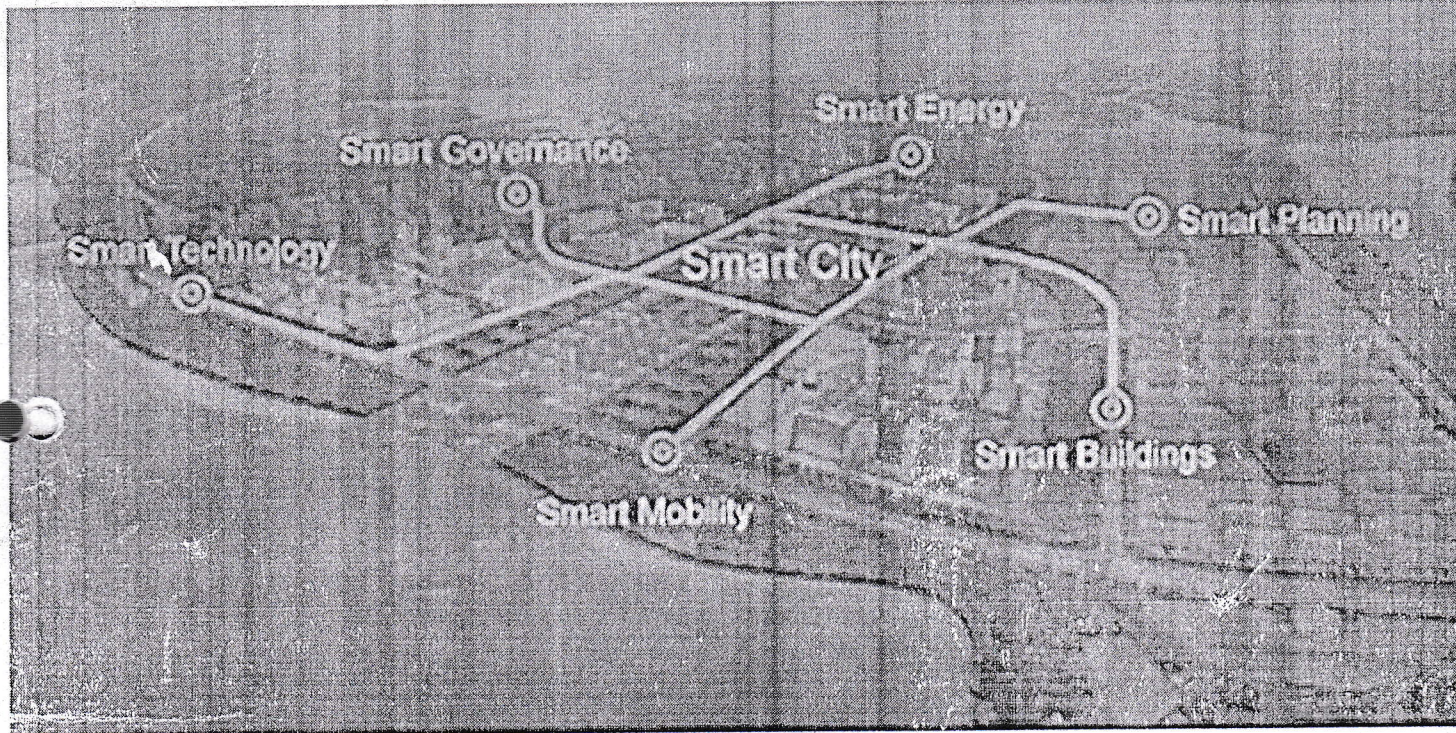 Smart Energy
Smart Governance
Smart Planning
Smart Technology
Smart City
Smart Buildings
Smart Mobility